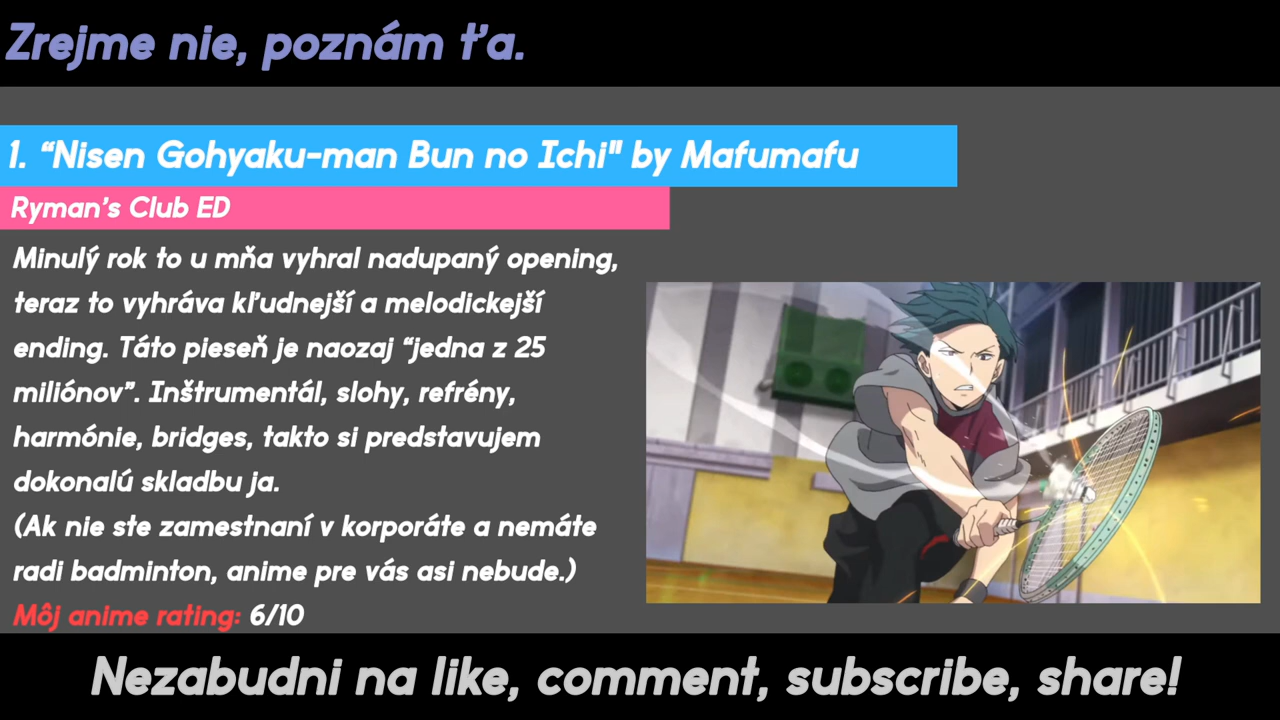 Zrejme nie, poznám ťa.
1. “Nisen Gohyaku-man Bun no Ichi" by Mafumafu
Ryman’s Club ED
Minulý rok to u mňa vyhral nadupaný opening,
teraz to vyhráva kľudnejší a melodickejší
ending. Táto pieseň je naozaj “jedna z 25
miliónov”. Inštrumentál, slohy, refrény,
harmónie, bridges, takto si predstavujem
dokonalú skladbu ja.
(Ak nie ste zamestnaní v korporáte a nemáte
radi badminton, anime pre vás asi nebude.)
Môj anime rating: 6/10
Nezabudni na like, comment, subscribe, share!